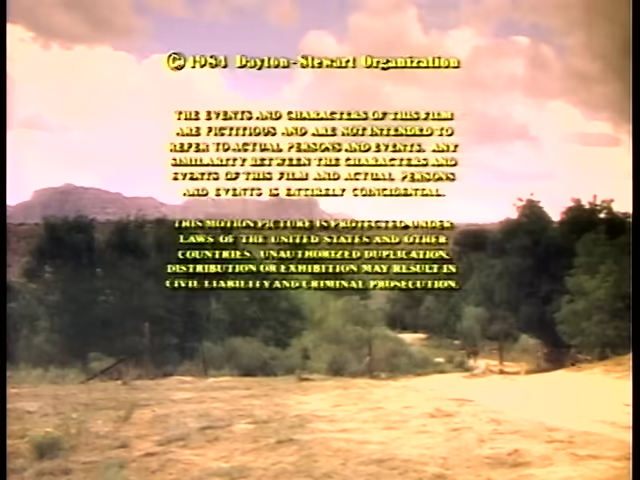 © 1984 Dayton-Stewart Organization
THE EVENTS AND CHARACTERS OF THIS FILM
ARE FICTITIOUS AND ARE NOT INTENDED TO
REFER TO ACTUAL PERSONS AND EVENTS. ANY
SIMILARITY BETWEEN THE CHARACTERS AND
EVENTS OF THIS FILM AND ACTUAL PERSONS
AND EVENTS IS ENTIRELY COINCIDENTAL.
THIS MOTION PICTURE IS PROTECTED UNDER
LAWS OF THE UNITED STATES AND OTHER
COUNTRIES. UNAUTHORIZED DUPLICATION,
DISTRIBUTION OR EXHIBITION MAY RESULT IN
CIVIL LIABILITY AND CRIMINAL PROSECUTION.